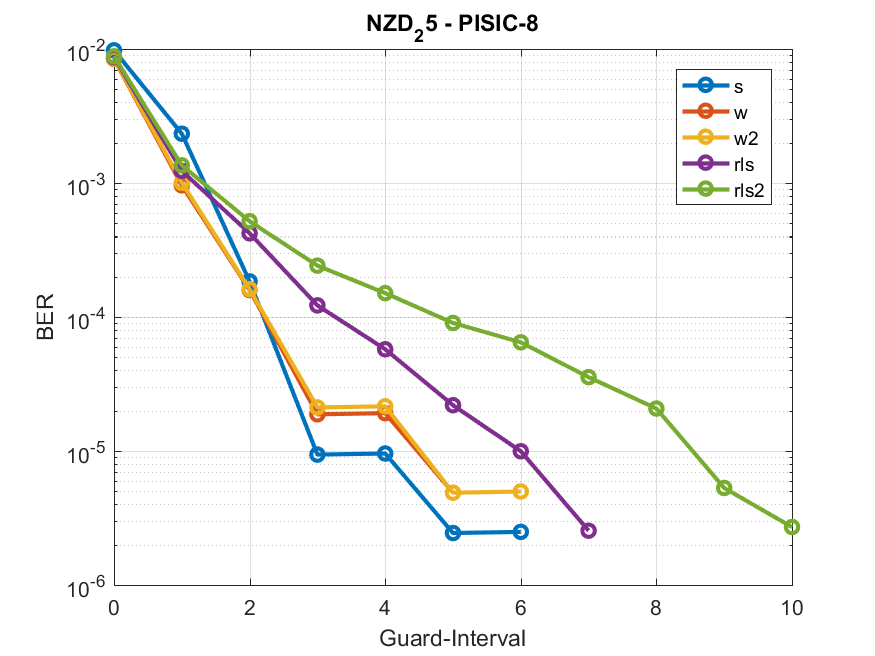 NZD₂5 - PISIC-8
10⁻²
10⁻³
10⁻⁴
10⁻⁵
10⁻⁶
BER
0 2 4 6 8 10
Guard-Interval
s
w
w2
rls
rls2